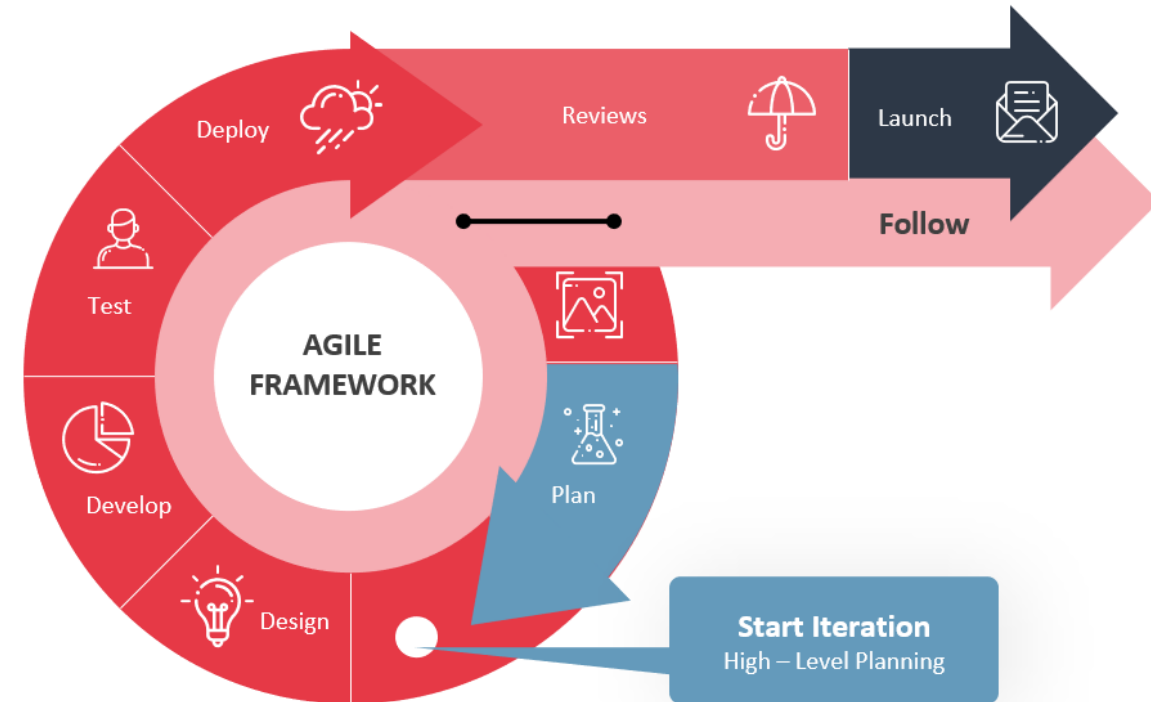 Deploy
Reviews
Launch
Follow
Test
AGILE
FRAMEWORK
Develop
Plan
Design
Start Iteration
High – Level Planning